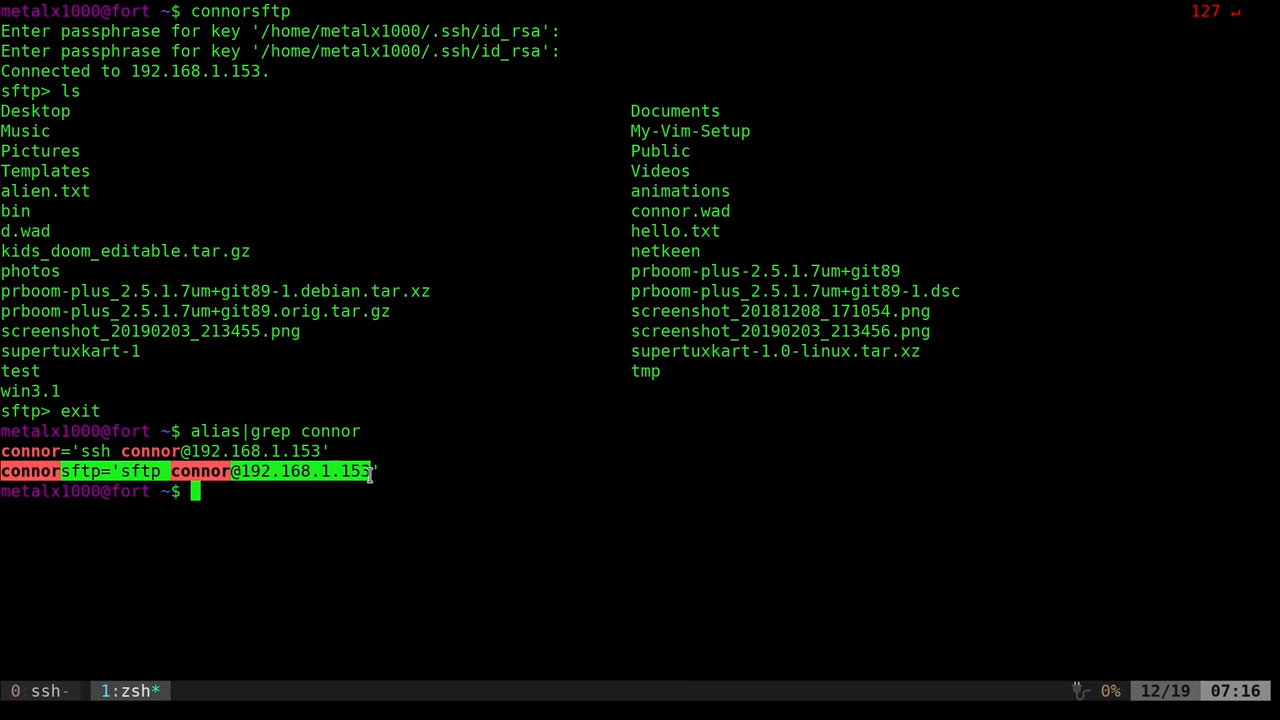 metalx1000@fort ~$ connorsftp 127 ↵
Enter passphrase for key '/home/metalx1000/.ssh/id_rsa':
Enter passphrase for key '/home/metalx1000/.ssh/id_rsa':
Connected to 192.168.1.153.
sftp> ls
Desktop Documents
Music My-Vim-Setup
Pictures Public
Templates Videos
alien.txt animations
bin connor.wad
d.wad hello.txt
kids_doom_editable.tar.gz netkeen
photos prboom-plus-2.5.1.7um+git89
prboom-plus_2.5.1.7um+git89-1.debian.tar.xz prboom-plus_2.5.1.7um+git89-1.dsc
prboom-plus_2.5.1.7um+git89.orig.tar.gz screenshot_20181208_171054.png
screenshot_20190203_213455.png screenshot_20190203_213456.png
supertuxkart-1 supertuxkart-1.0-linux.tar.xz
test tmp
win3.1
sftp> exit
metalx1000@fort ~$ alias|grep connor
connor='ssh connor@192.168.1.153'
connorsftp='sftp connor@192.168.1.153'
metalx1000@fort ~$
0:ssh- 1:zsh* 0% 12/19 07:16